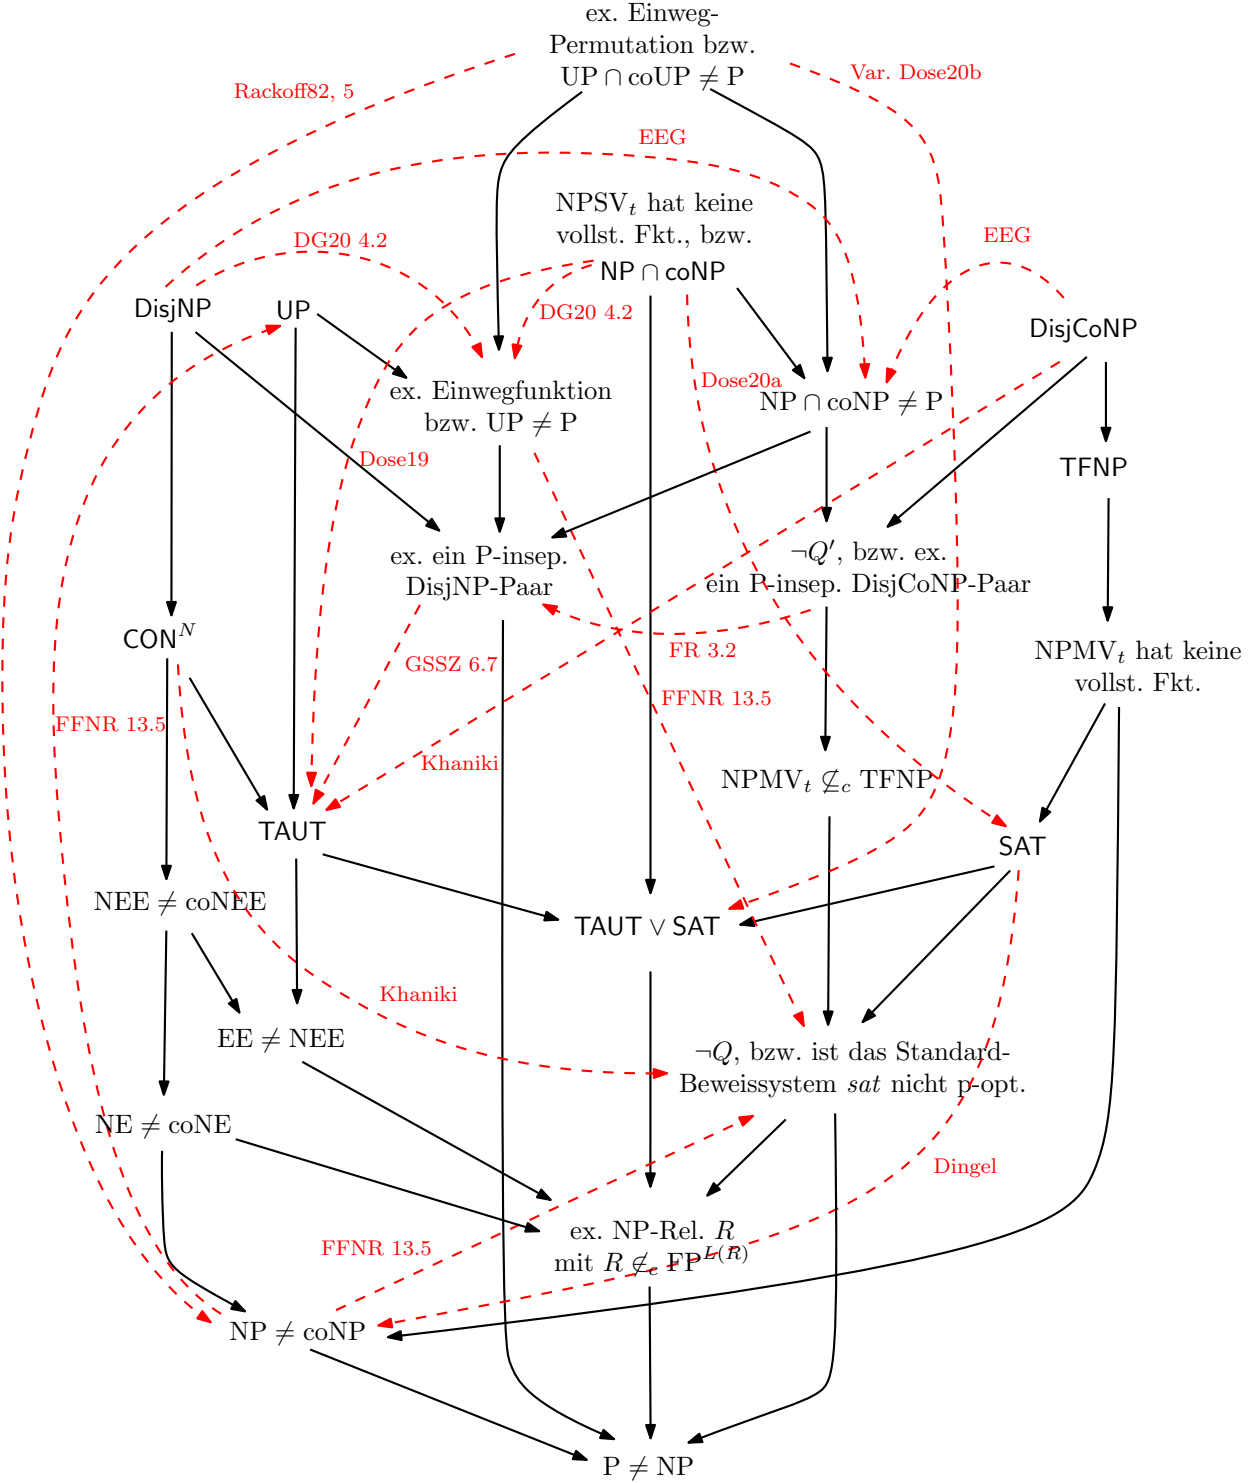 ex. Einweg-
Permutation bzw.
UP ∩ coUP ≠ P
Var. Dose20b
Rackoff82, 5
EEG
NPSVₜ hat keine
vollst. Fkt., bzw.
NP ∩ coNP
DG20 4.2
EEG
DisjNP
UP
DG20 4.2
DisjCoNP
Dose20a
ex. Einwegfunktion
bzw. UP ≠ P
NP ∩ coNP ≠ P
Dose19
TFNP
ex. ein P-insep.
DisjNP-Paar
¬Q′, bzw. ex.
ein P-insep. DisjCoNP-Paar
CONᴺ
FR 3.2
GSSZ 6.7
NPMVₜ hat keine
vollst. Fkt.
FFNR 13.5
FFNR 13.5
Khaniki
NPMVₜ ⊈_c TFNP
TAUT
SAT
NEE ≠ coNEE
TAUT ∨ SAT
Khaniki
EE ≠ NEE
¬Q, bzw. ist das Standard-
Beweissystem sat nicht p-opt.
NE ≠ coNE
Dingel
FFNR 13.5
ex. NP-Rel. R
mit R ∉_c FP^{L(R)}
NP ≠ coNP
P ≠ NP